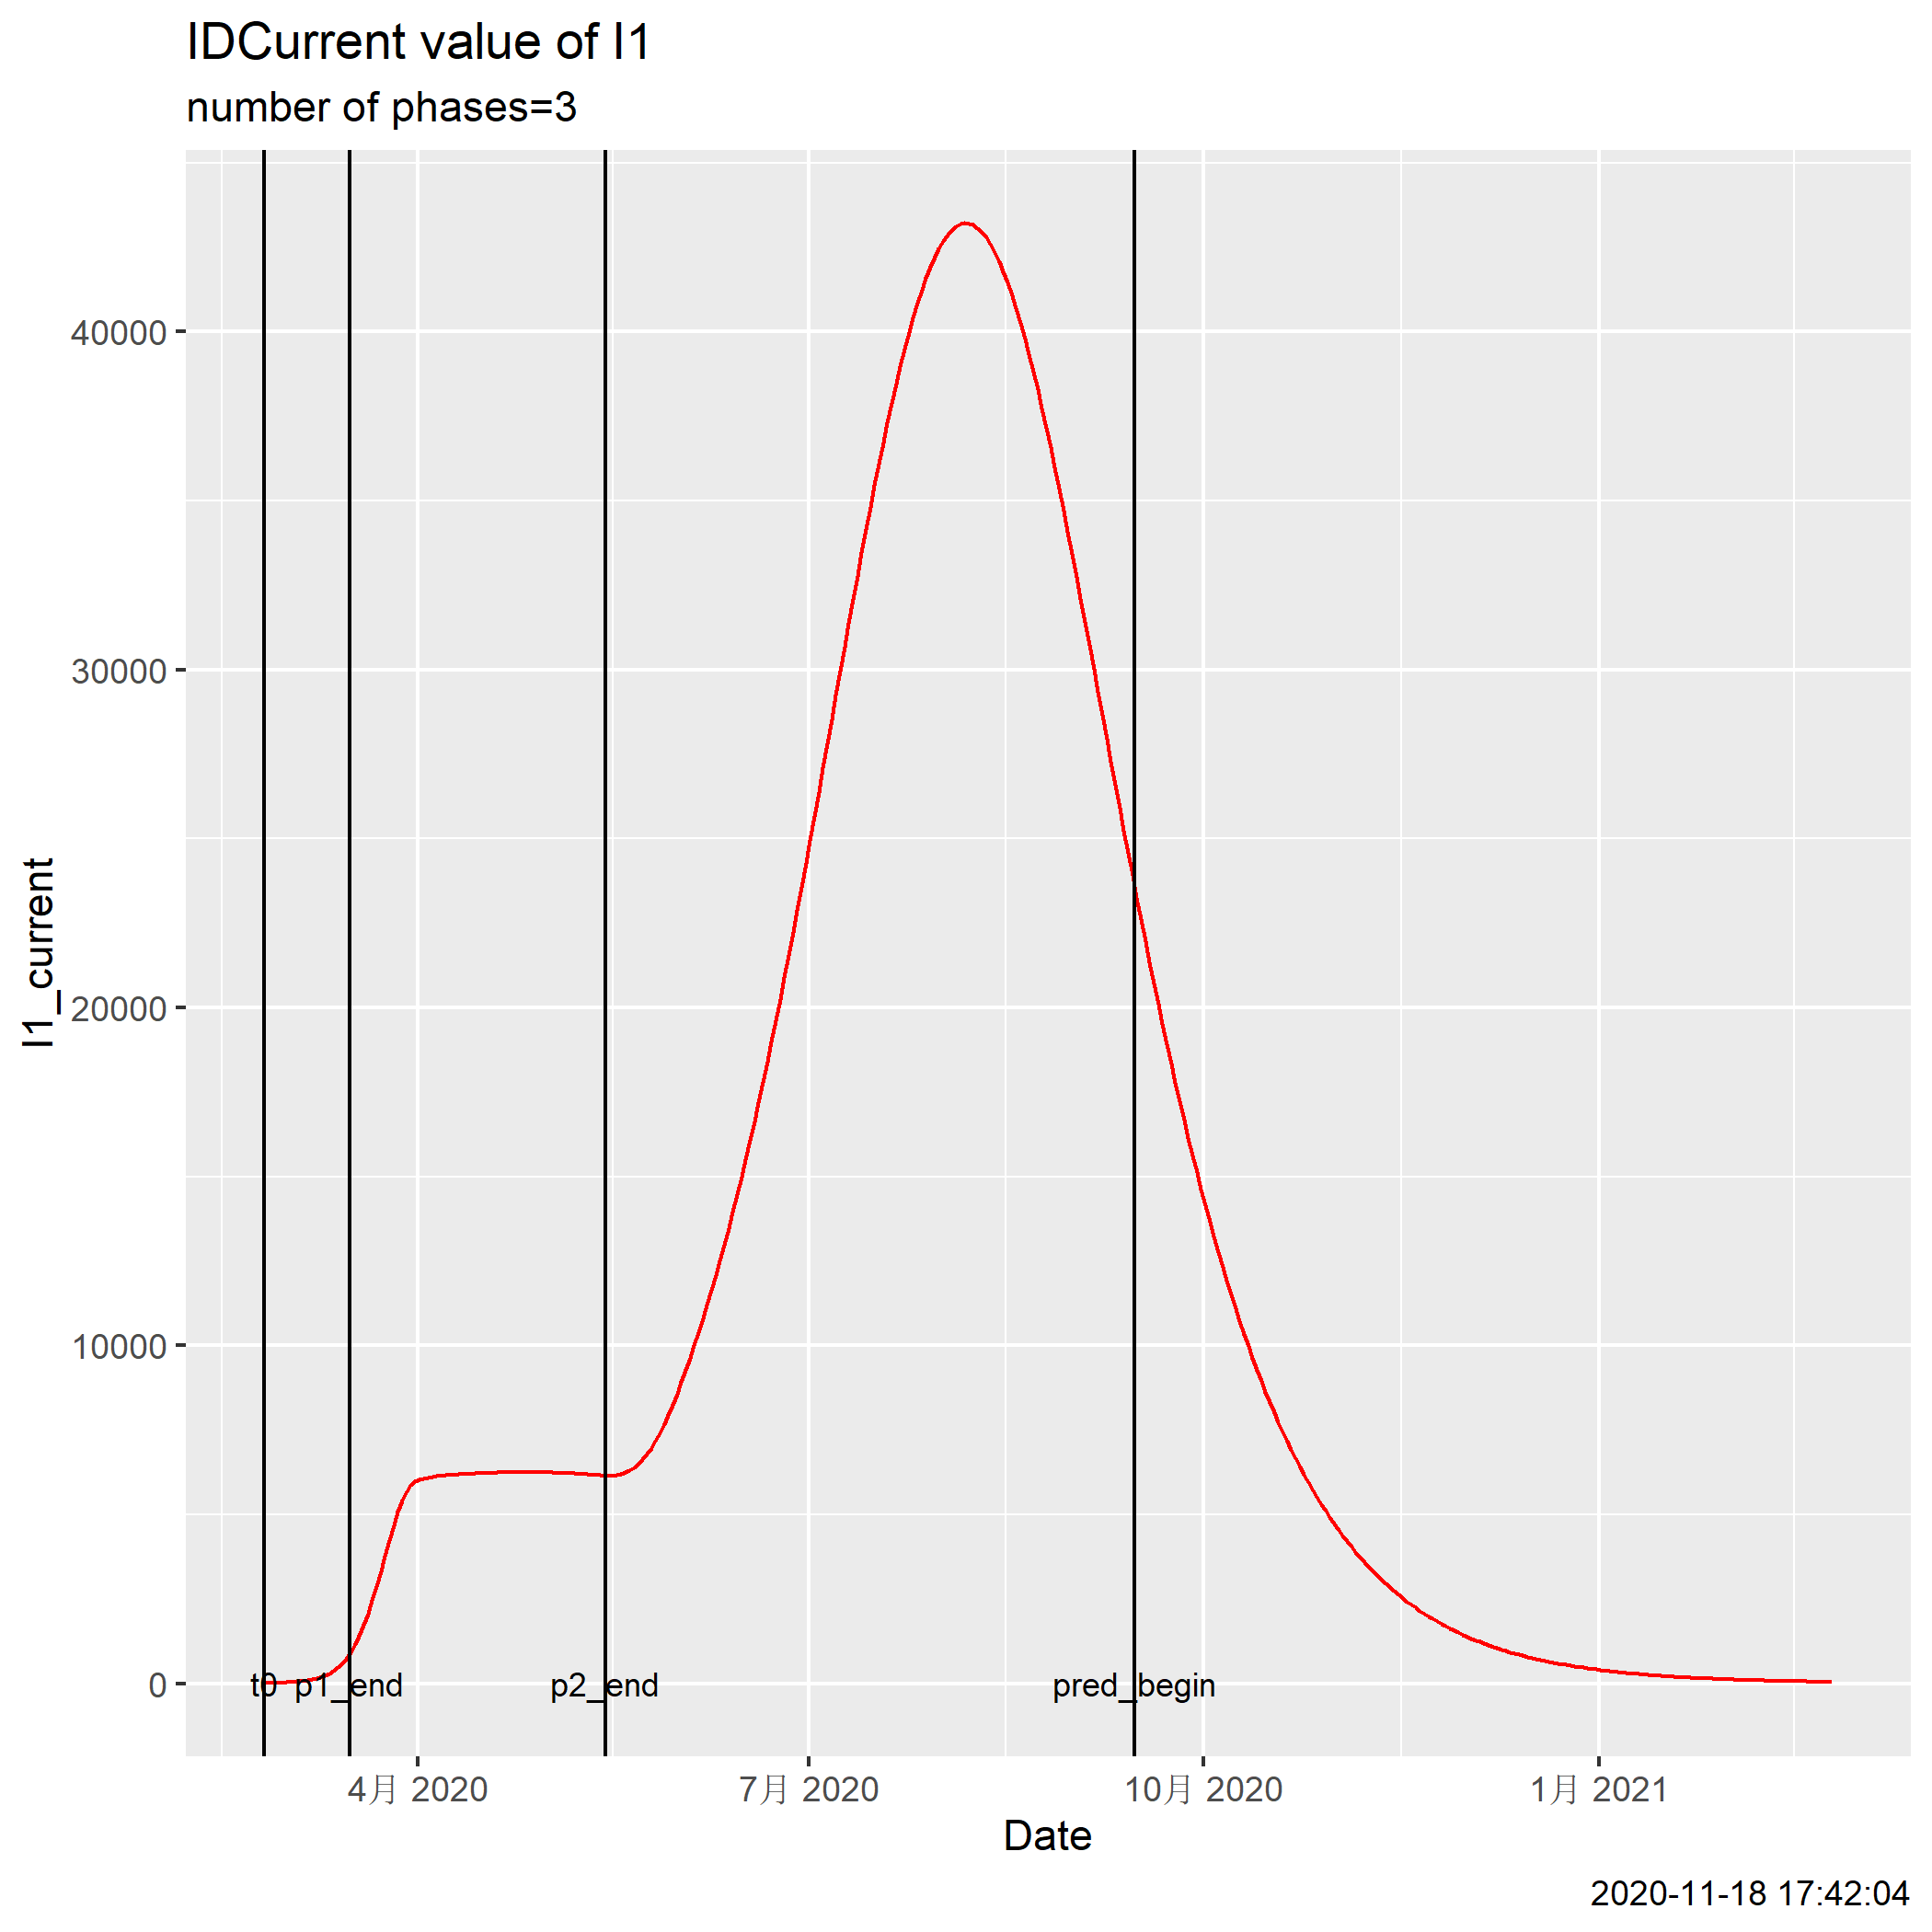 IDCurrent value of I1
number of phases=3
I1_current
40000
30000
20000
10000
0
t0 p1_end p2_end pred_begin
4月 2020 7月 2020 10月 2020 1月 2021
Date
2020-11-18 17:42:04